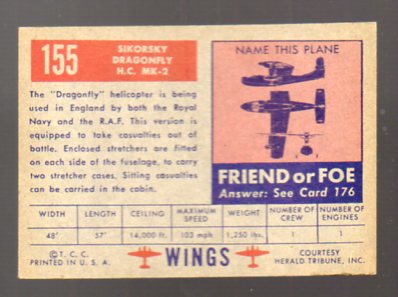 155
SIKORSKY
DRAGONFLY
H.C. MK-2
The "Dragonfly" helicopter is being
used in England by both the Royal
Navy and the R.A.F. This version is
equipped to take casualties out of
battle. Enclosed stretchers are fitted
on each side of the fuselage, to carry
two stretcher cases. Sitting casualties
can be carried in the cabin.
NAME THIS PLANE
FRIEND or FOE
Answer: See Card 176
WIDTH LENGTH CEILING MAXIMUM SPEED WEIGHT NUMBER OF CREW NUMBER OF ENGINES
48' 57' 14,000 ft. 103 mph 1,250 lbs. 1 1
© T. C. C.
PRINTED IN U. S. A.
WINGS
COURTESY
HERALD TRIBUNE, INC.